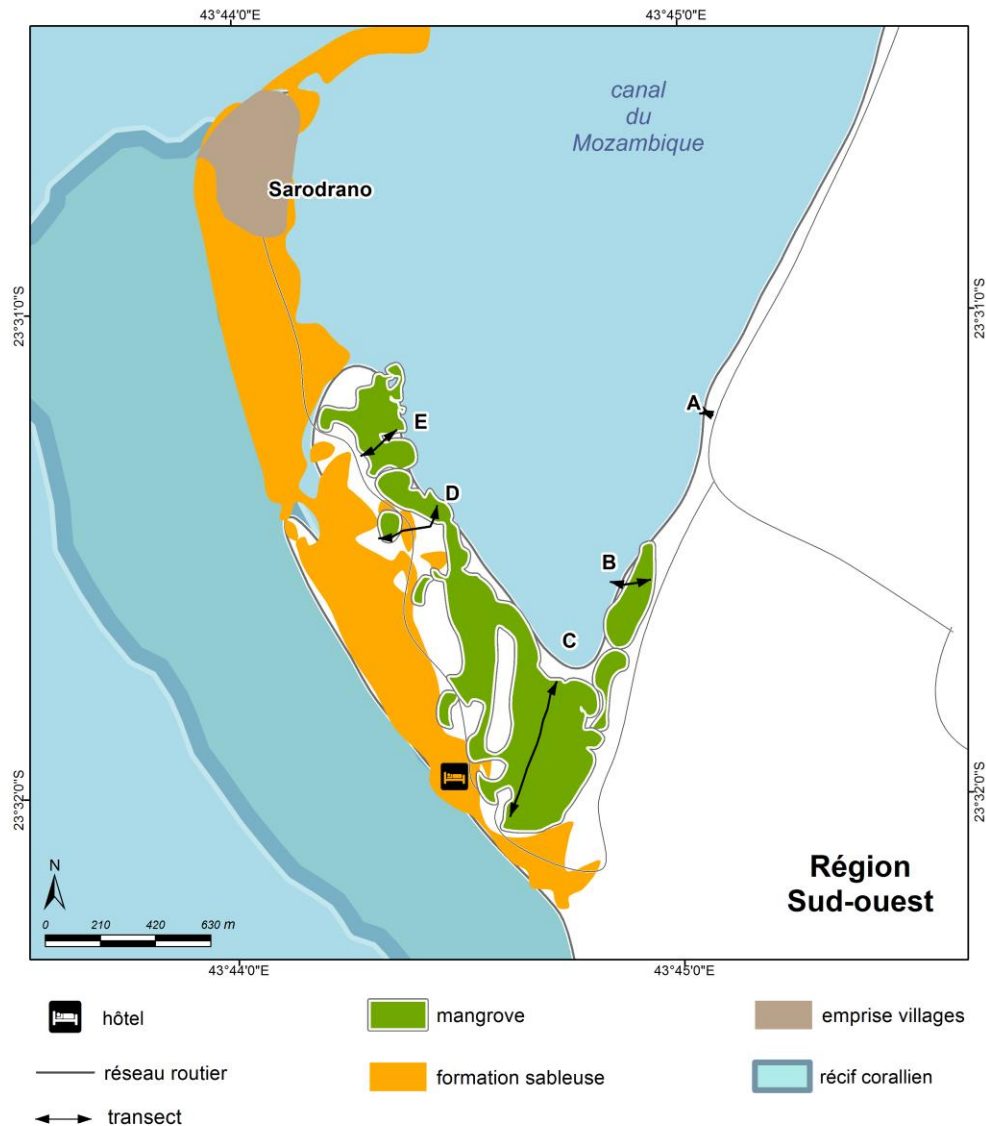 43°44'0"E
43°45'0"E
canal
du
Mozambique
Sarodrano
23°31'0"S
23°31'0"S
A
E
D
B
C
23°32'0"S
23°32'0"S
N
0 210 420 630 m
Région
Sud-ouest
43°44'0"E
43°45'0"E
hôtel
mangrove
emprise villages
réseau routier
formation sableuse
récif corallien
transect